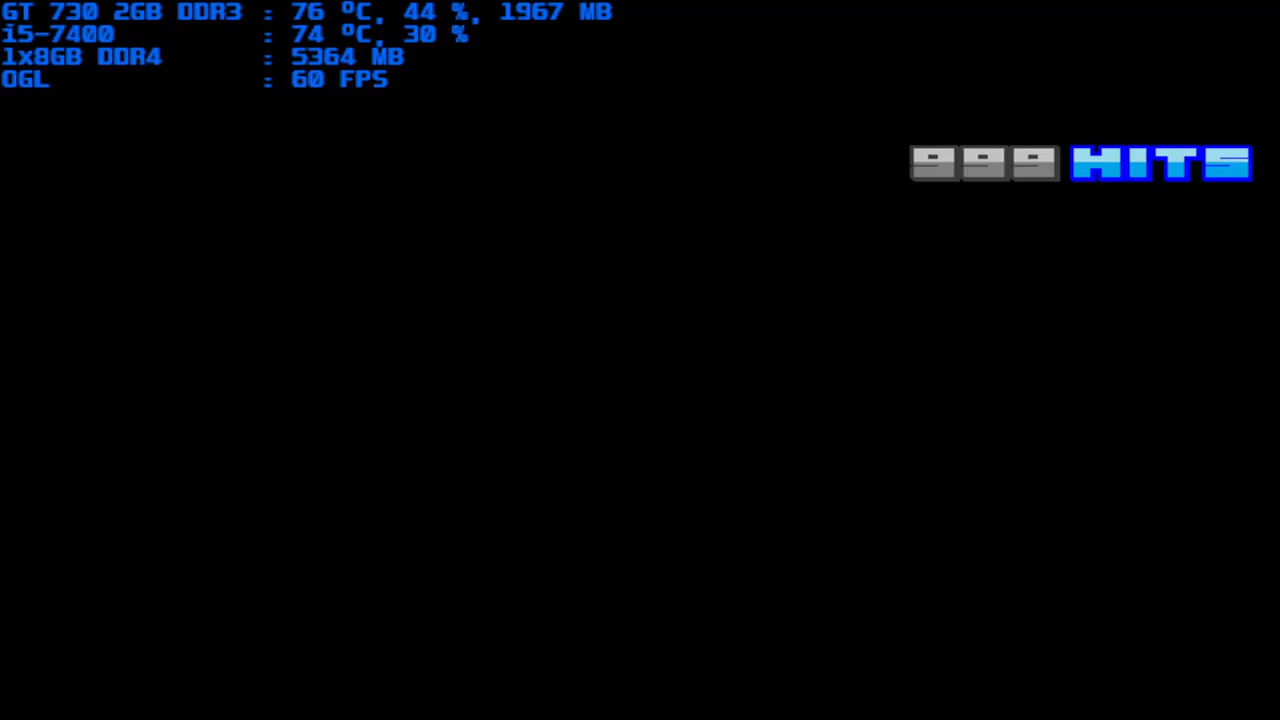 GT 730 2GB DDR3 : 76 ºC, 44 %, 1967 MB
i5-7400 : 74 ºC, 30 %
1x8GB DDR4 : 5364 MB
OGL : 60 FPS
999 HITS